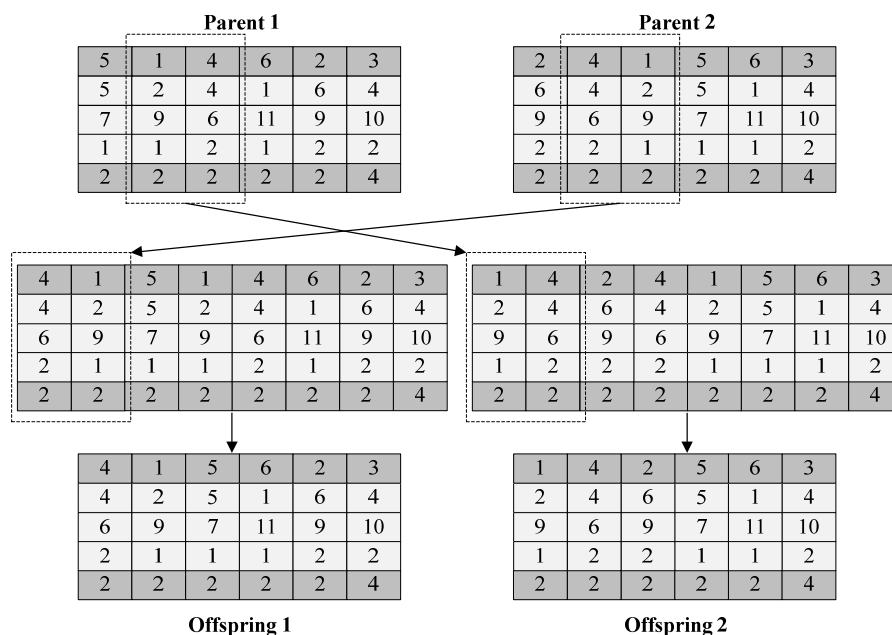 Parent 1 Parent 2
5 1 4 6 2 3 2 4 1 5 6 3
5 2 4 1 6 4 6 4 2 5 1 4
7 9 6 11 9 10 9 6 9 7 11 10
1 1 2 1 2 2 2 2 1 1 1 2
2 2 2 2 2 4 2 2 2 2 2 4
4 1 5 1 4 6 2 3 1 4 2 4 1 5 6 3
4 2 5 2 4 1 6 4 2 4 6 4 2 5 1 4
6 9 7 9 6 11 9 10 9 6 9 6 9 7 11 10
2 1 1 1 2 1 2 2 1 2 2 2 1 1 1 2
2 2 2 2 2 2 2 4 2 2 2 2 2 2 2 4
4 1 5 6 2 3 1 4 2 5 6 3
4 2 5 1 6 4 2 4 6 5 1 4
6 9 7 11 9 10 9 6 9 7 11 10
2 1 1 1 2 2 1 2 2 1 1 2
2 2 2 2 2 4 2 2 2 2 2 4
Offspring 1 Offspring 2